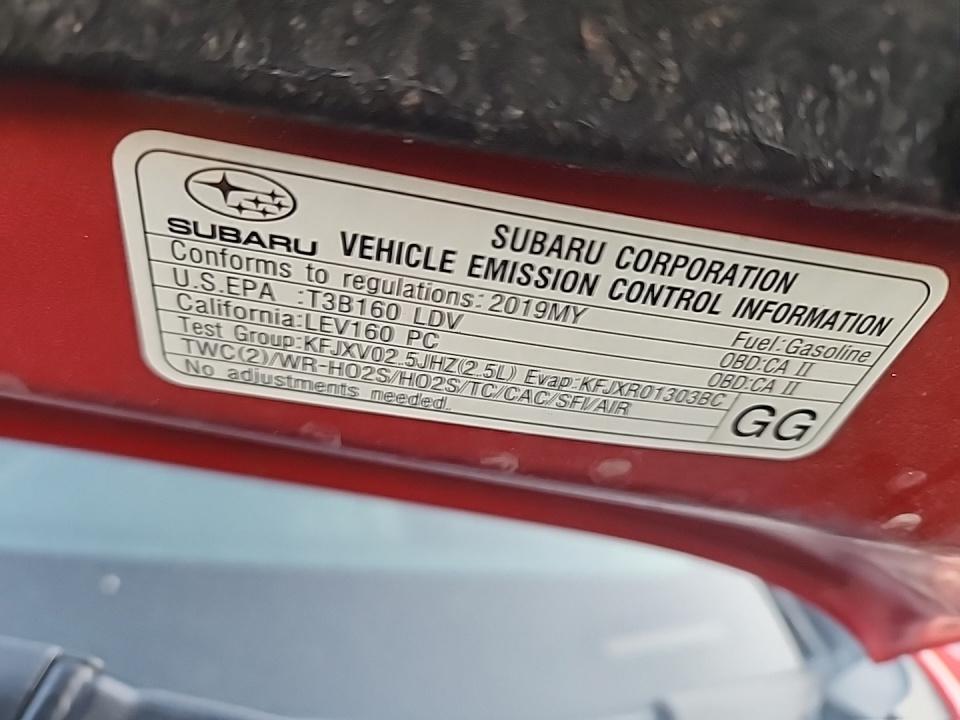 SUBARU
SUBARU CORPORATION
VEHICLE EMISSION CONTROL INFORMATION
Conforms to regulations: 2019MY Fuel:Gasoline
U.S.EPA :T3B160 LDV OBD:CA II
California:LEV160 PC OBD:CA II
Test Group:KFJXV02.5JHZ(2.5L) Evap:KFJXR01303BC
TWC(2)/WR-HO2S/HO2S/TC/CAC/SFI/AIR
No adjustments needed.
GG